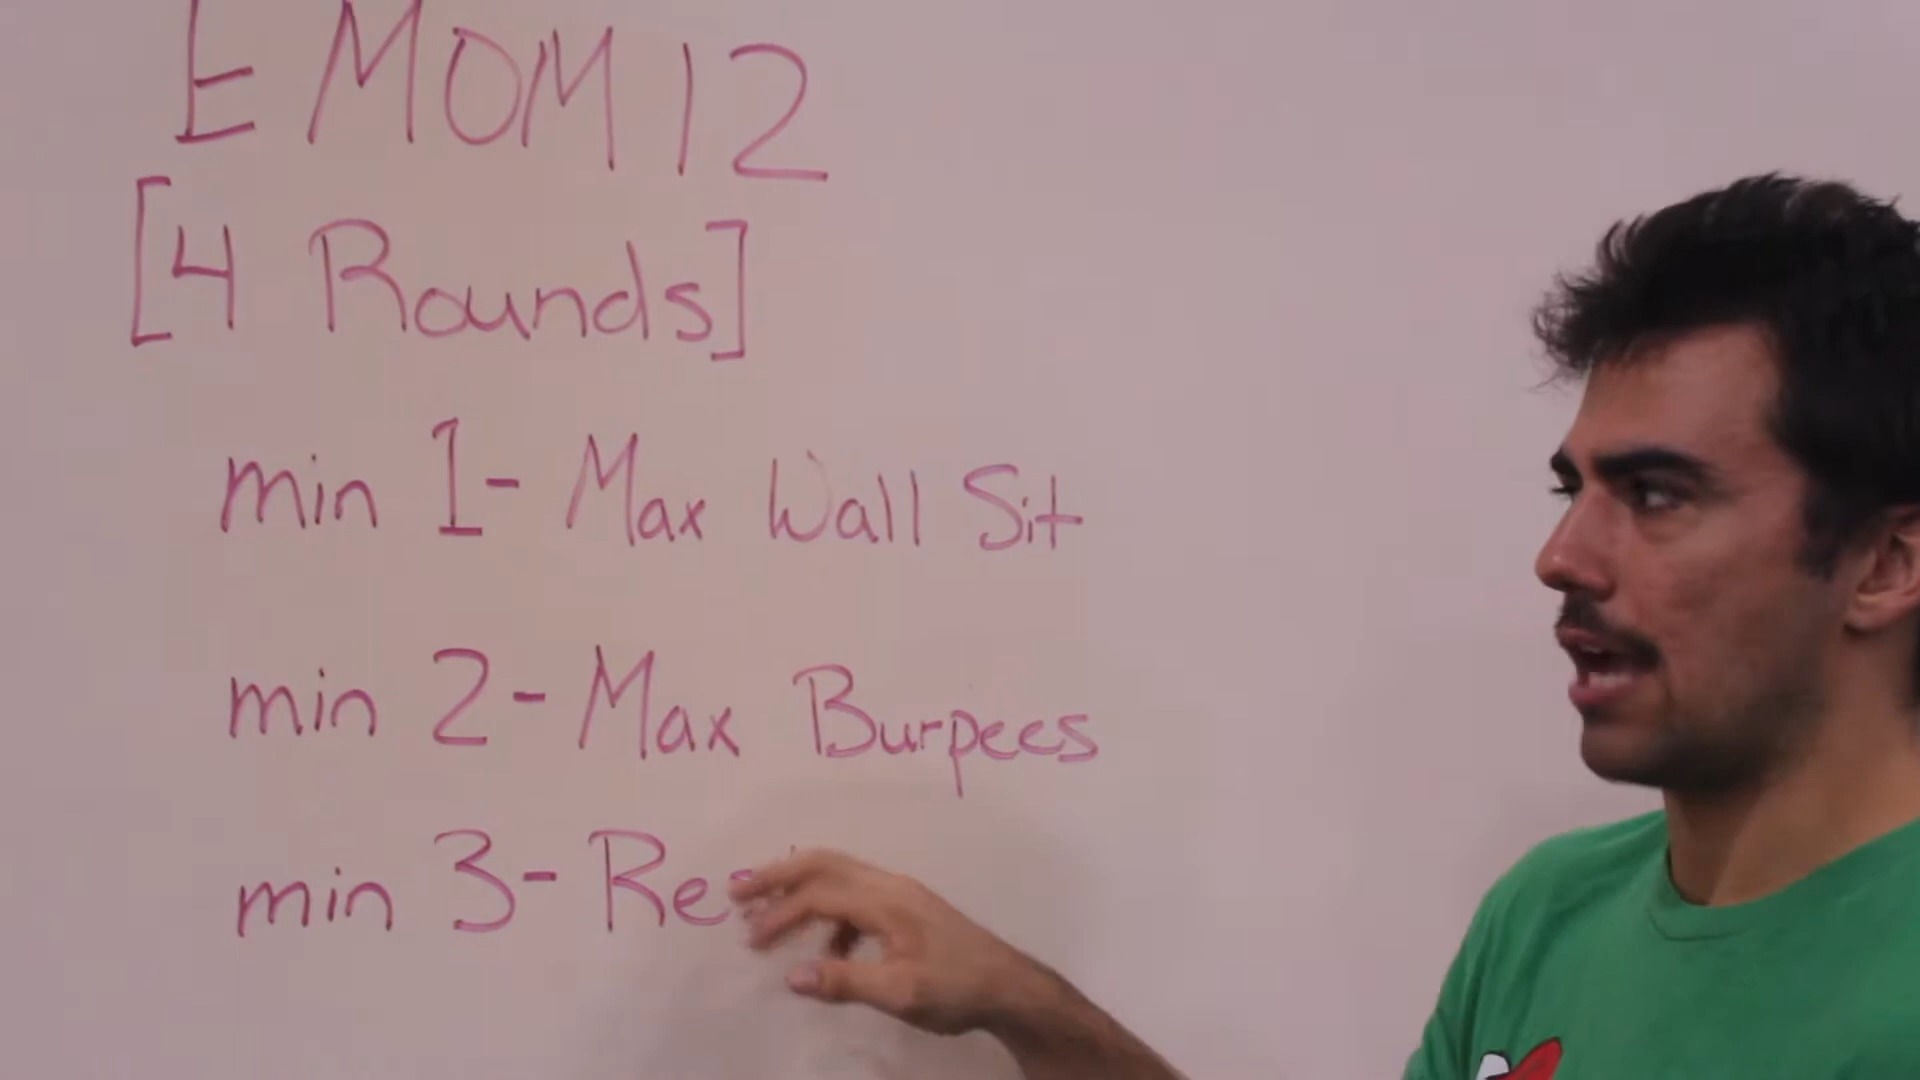 EMOM 12
[4 Rounds]
min 1- Max Wall Sit
min 2- Max Burpees
min 3-